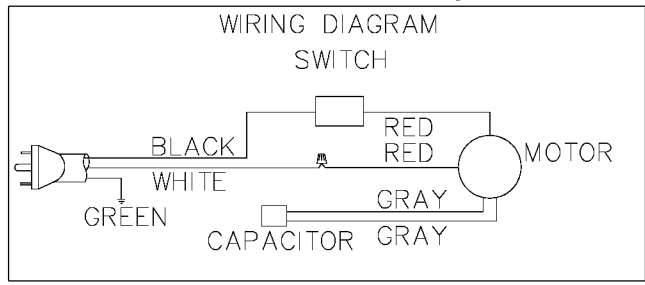 WIRING DIAGRAM
SWITCH
RED
BLACK
RED
MOTOR
WHITE
GRAY
GREEN
CAPACITOR
GRAY